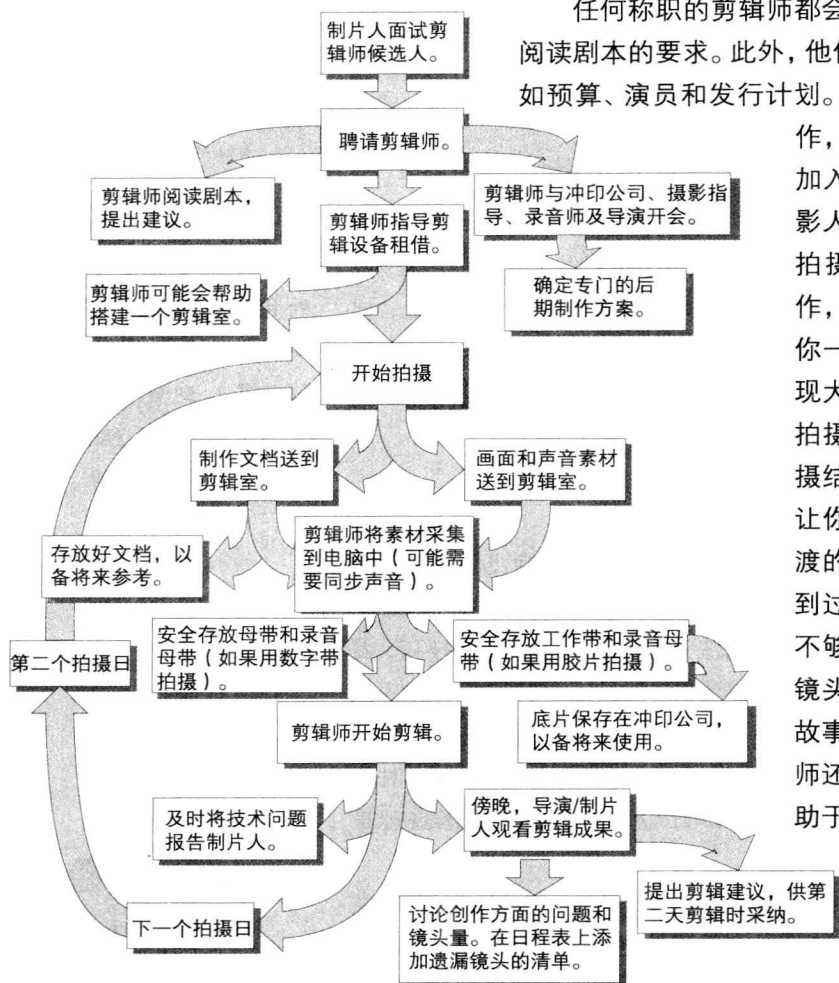 任何称职的剪辑师都会
阅读剧本的要求。此外，他
如预算、演员和发行计划。
作，
加入
影人
拍摄
作，
你一
现大
拍摄
摄结
让你
渡的
到过
不够
镜头
故事
师还
助于
制片人面试剪
辑师候选人。
聘请剪辑师。
剪辑师阅读剧本，
提出建议。
剪辑师指导剪
辑设备租借。
剪辑师与冲印公司、摄影指
导、录音师及导演开会。
剪辑师可能会帮助
搭建一个剪辑室。
确定专门的后
期制作方案。
开始拍摄
制作文档送到
剪辑室。
画面和声音素材
送到剪辑室。
存放好文档，以
备将来参考。
剪辑师将素材采集
到电脑中（可能需
要同步声音）。
安全存放母带和录音
母带（如果用数字带
拍摄）。
安全存放工作带和录音母
带（如果用胶片拍摄）。
第二个拍摄日
剪辑师开始剪辑。
底片保存在冲印公司，
以备将来使用。
及时将技术问题
报告制片人。
傍晚，导演/制片
人观看剪辑成果。
下一个拍摄日
讨论创作方面的问题和
镜头量。在日程表上添
加遗漏镜头的清单。
提出剪辑建议，供第
二天剪辑时采纳。